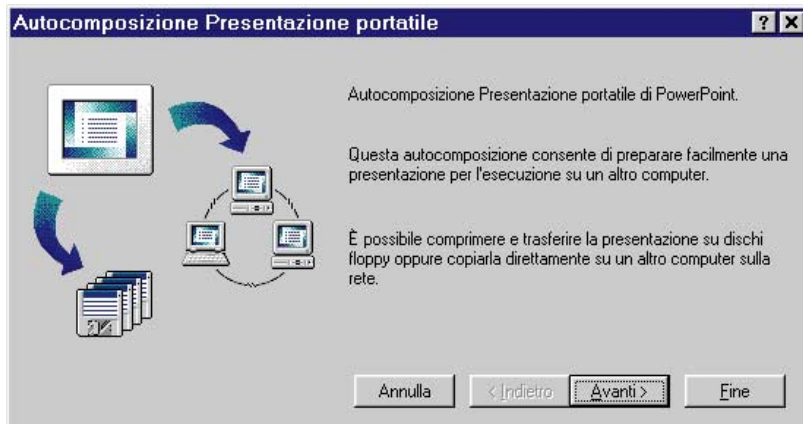 Autocomposizione Presentazione portatile
Autocomposizione Presentazione portatile di PowerPoint.
Questa autocomposizione consente di preparare facilmente una
presentazione per l'esecuzione su un altro computer.
È possibile comprimere e trasferire la presentazione su dischi
floppy oppure copiarla direttamente su un altro computer sulla
rete.
Annulla < Indietro Avanti > Fine